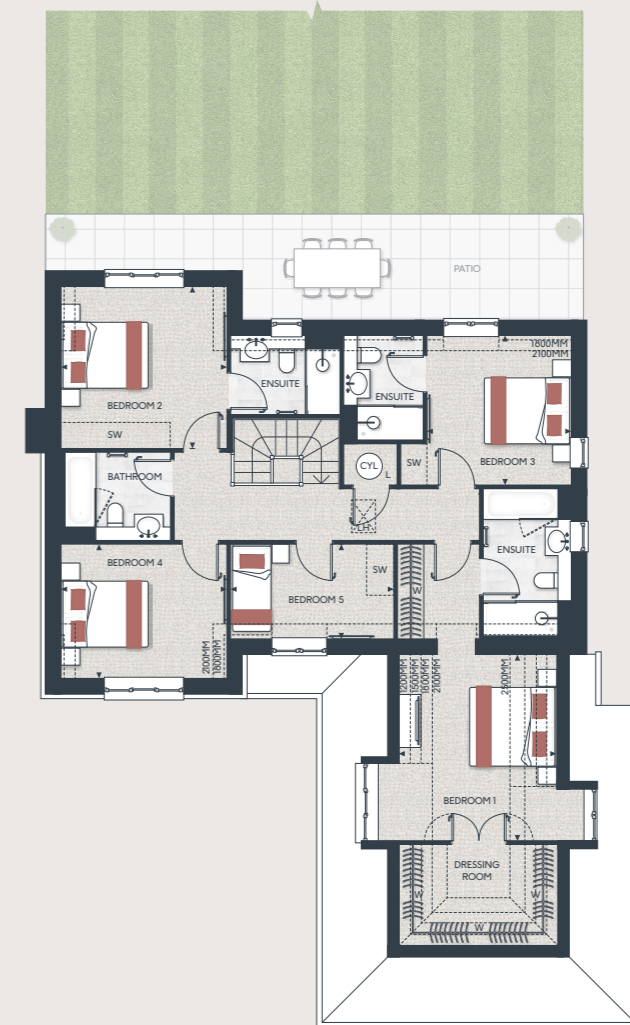 PATIO
1800MM
2100MM
ENSUITE
ENSUITE
BEDROOM 2
SW
BEDROOM 3
CYL
SW
L
BATHROOM
LH
ENSUITE
BEDROOM 4
SW
W
BEDROOM 5
2100MM
1800MM
1200MM
1500MM
1800MM
2100MM
2500MM
BEDROOM 1
DRESSING
ROOM
W
W
W